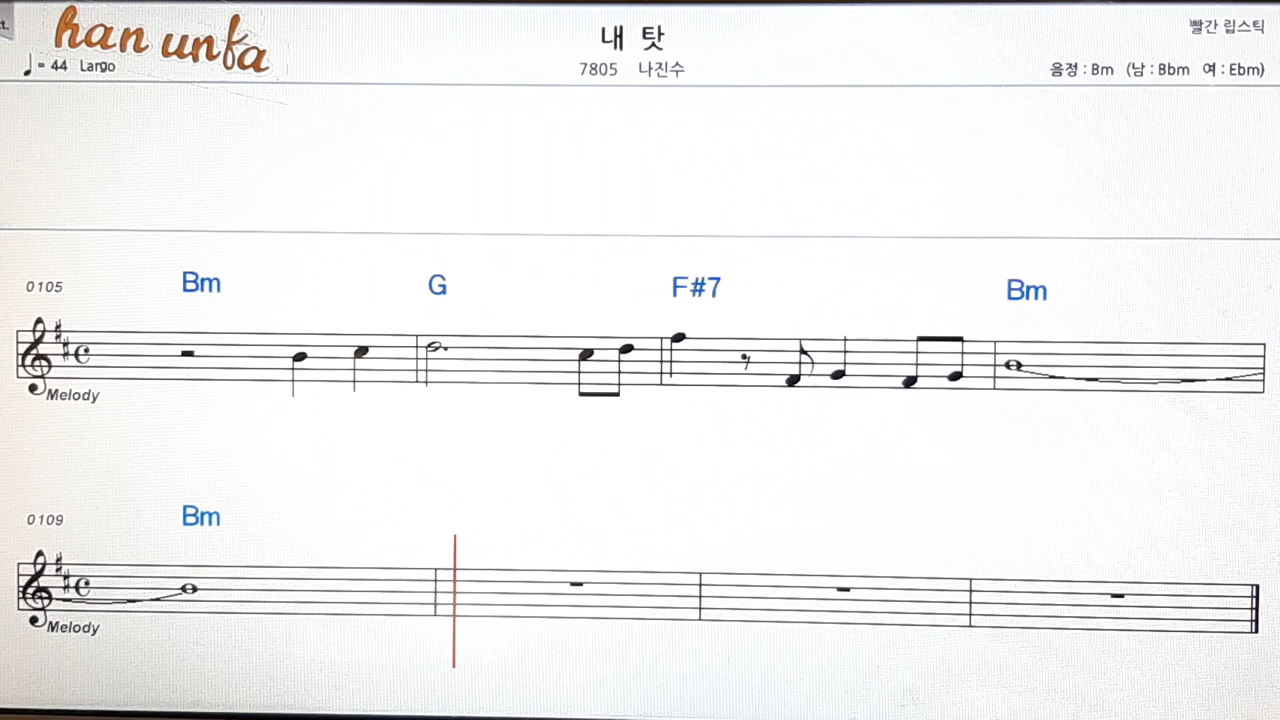 ct.
han unfa
내 탓
빨간 립스틱
♩ = 44 Largo
7805 나진수
음정 : Bm (남 : Bbm 여 : Ebm)
0105 Bm G F#7 Bm
Melody
0109 Bm
Melody